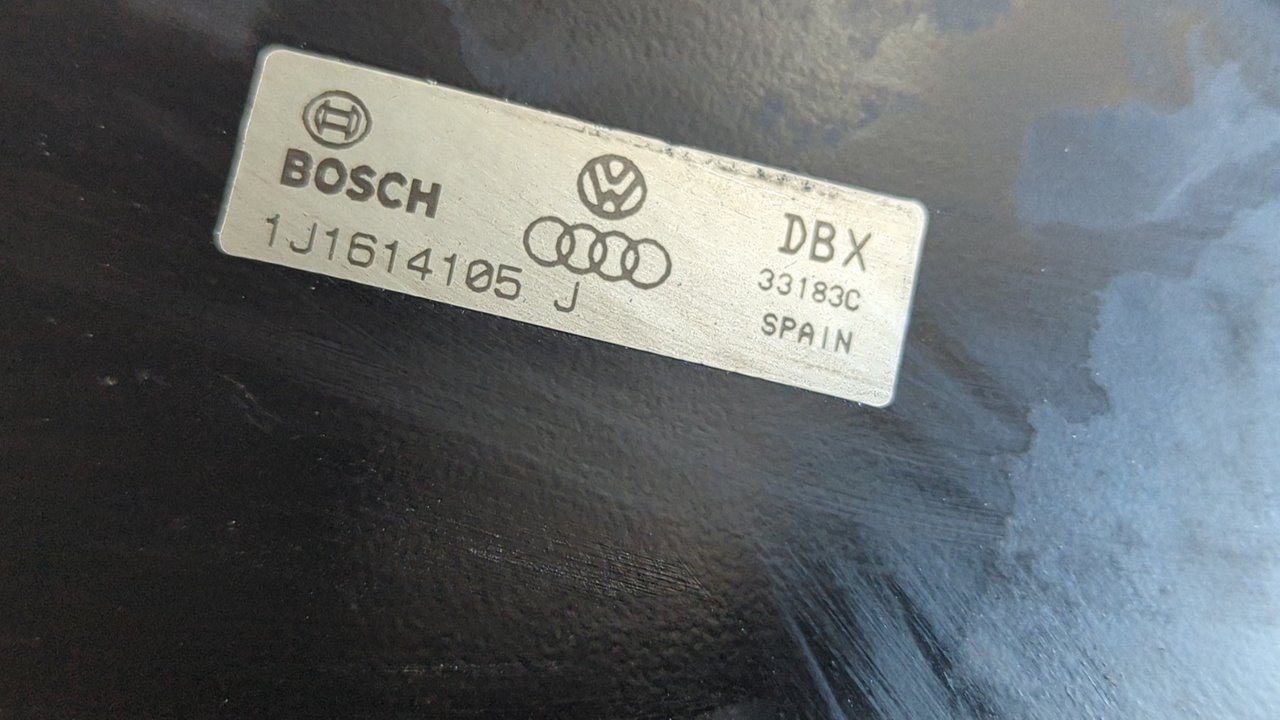 BOSCH
1J1614105 J
DBX
33183C
SPAIN